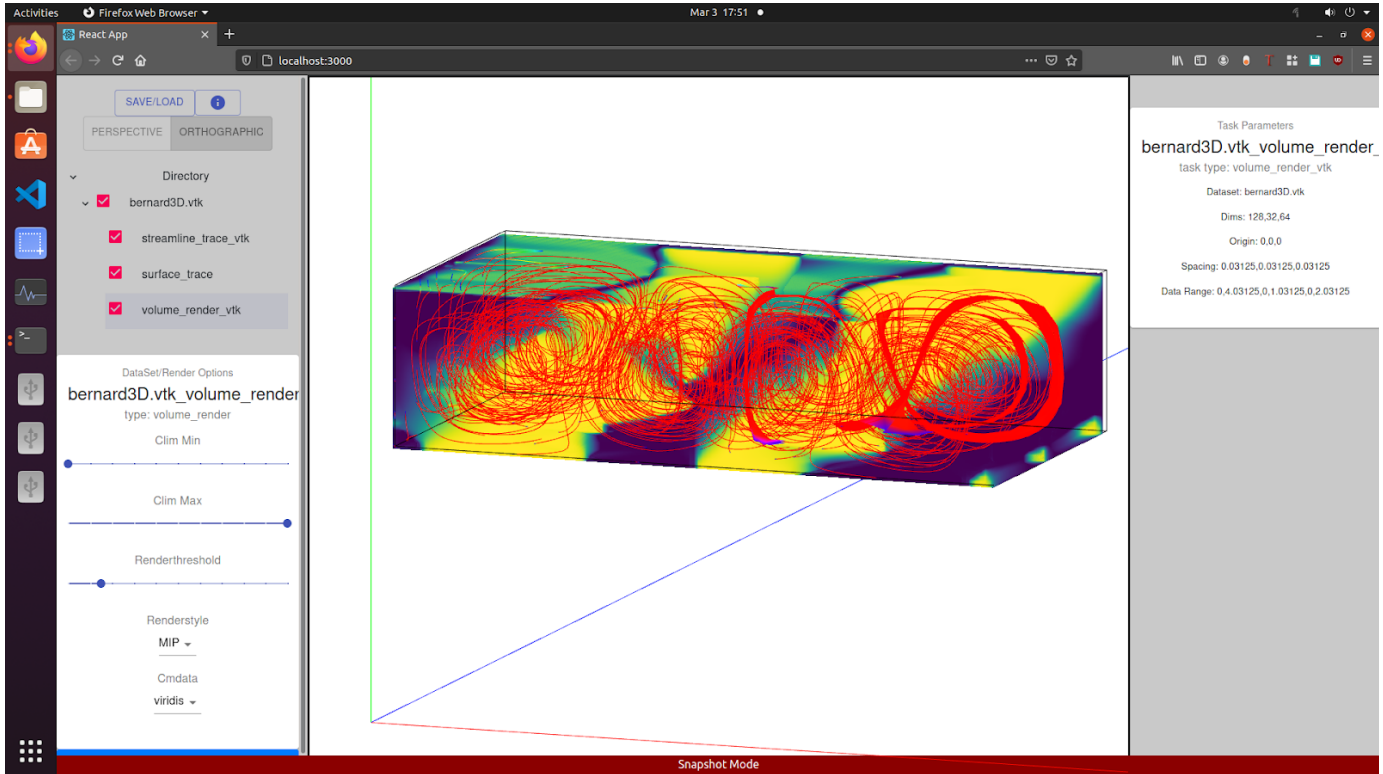 Activities
Firefox Web Browser
Mar 3 17:51
React App
localhost:3000
SAVE/LOAD
PERSPECTIVE
ORTHOGRAPHIC
Directory
bernard3D.vtk
streamline_trace_vtk
surface_trace
volume_render_vtk
DataSet/Render Options
bernard3D.vtk_volume_render
type: volume_render
Clim Min
Clim Max
Renderthreshold
Renderstyle
MIP
Cmdata
viridis
Task Parameters
bernard3D.vtk_volume_render_
task type: volume_render_vtk
Dataset: bernard3D.vtk
Dims: 128,32,64
Origin: 0,0,0
Spacing: 0.03125,0.03125,0.03125
Data Range: 0,4.03125,0,1.03125,0,2.03125
Snapshot Mode